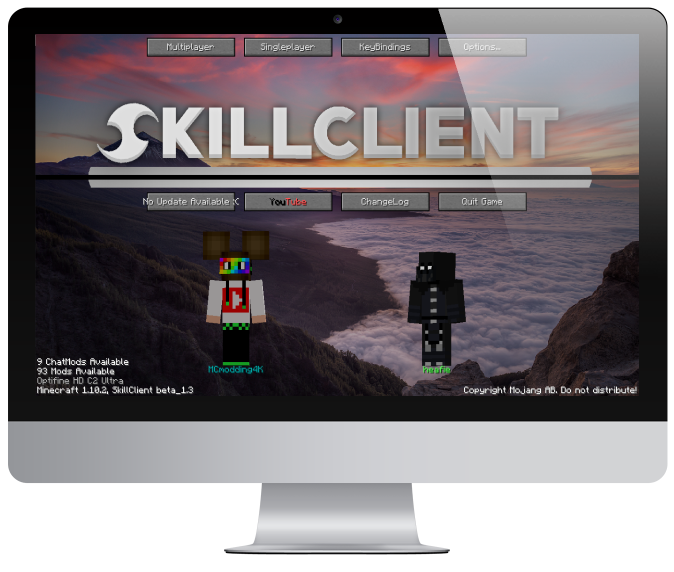 Multiplayer
Singleplayer
KeyBindings
Options...
SKILLCLIENT
No Update Available X
YouTube
ChangeLog
Quit Game
MCmodding4K
9 ChatMods Available
93 Mods Available
Optifine HD C2 Ultra
Minecraft 1.10.2, SkillClient beta_1.3
Copyright Mojang AB. Do not distribute!